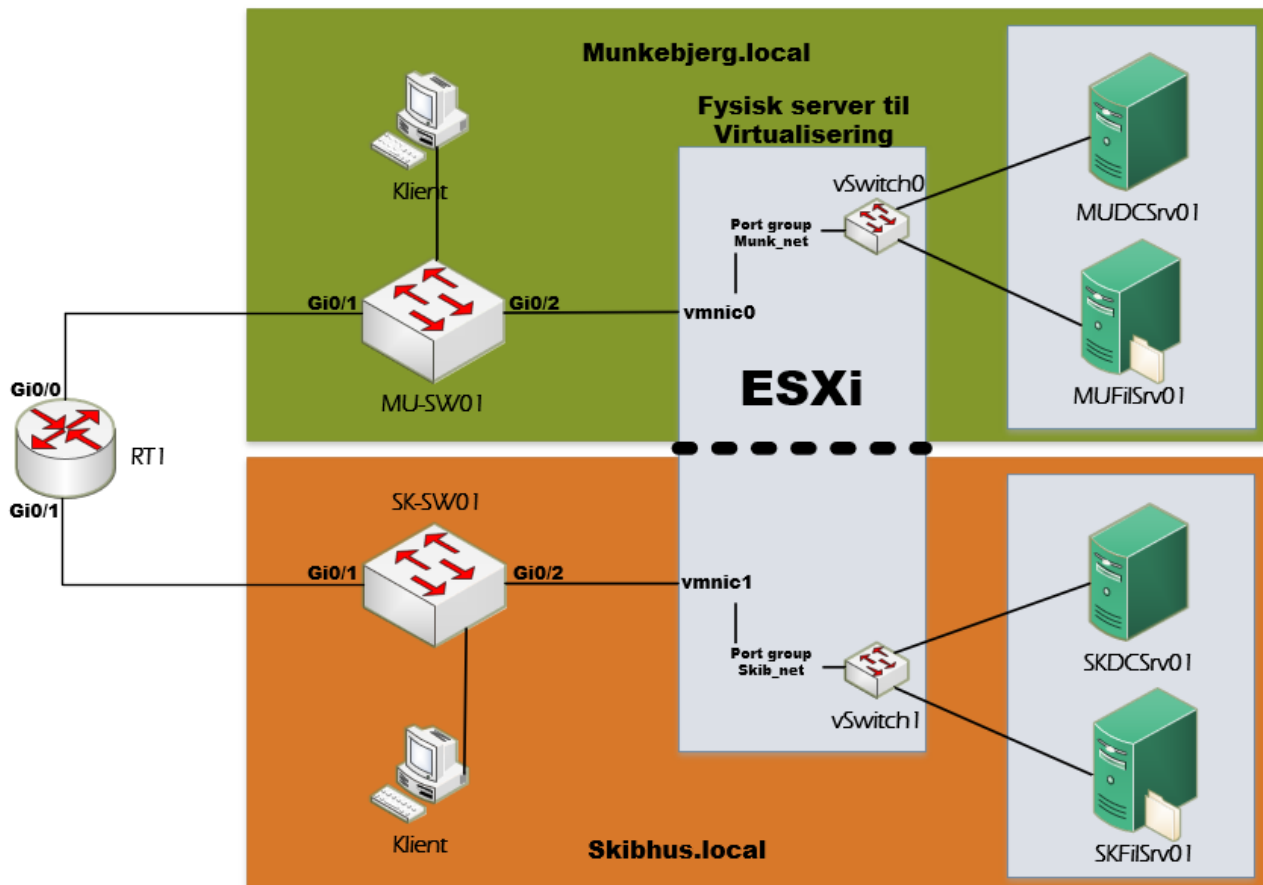 Munkebjerg.local
Fysisk server til
Virtualisering
Klient
vSwitch0
MUDCSrv01
Port group
Munk_net
Gi0/1
Gi0/2
vmnic0
MU-SW01
ESXi
MUFilSrv01
Gi0/0
RT1
Gi0/1
SK-SW01
Gi0/1
Gi0/2
vmnic1
Port group
Skib_net
vSwitch1
SKDCSrv01
Klient
Skibhus.local
SKFilSrv01